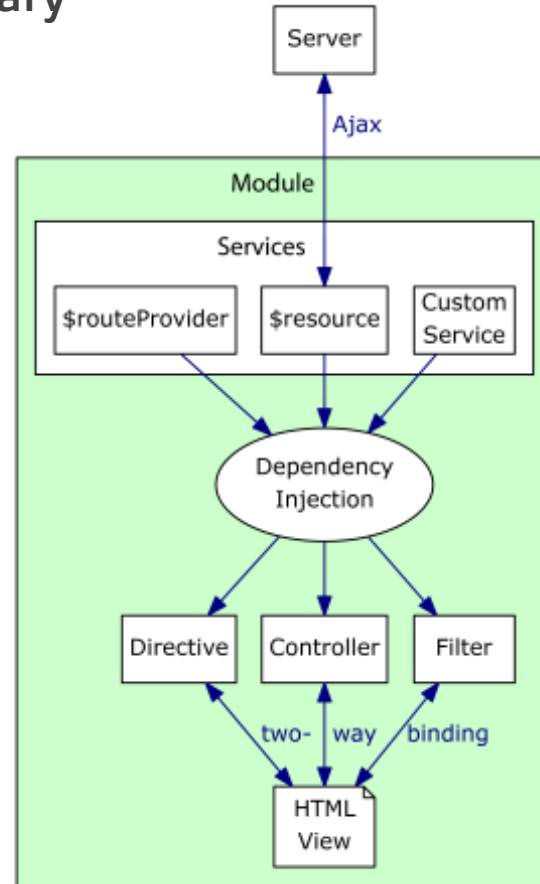 ary
Server
Ajax
Module
Services
$routeProvider
$resource
Custom
Service
Dependency
Injection
Directive
Controller
Filter
two- way binding
HTML
View